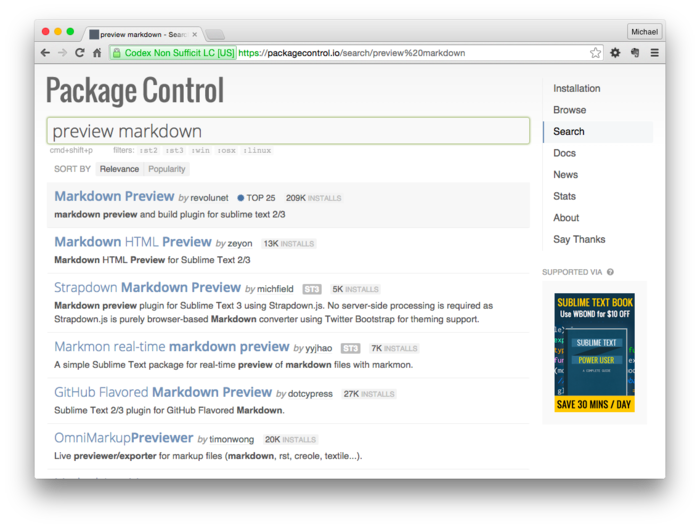 preview markdown - Searc
Michael
Codex Non Sufficit LC [US] https://packagecontrol.io/search/preview%20markdown
Package Control
preview markdown
cmd+shift+p filters: :st2 :st3 :win :osx :linux
SORT BY Relevance Popularity
Markdown Preview by revolunet TOP 25 209K INSTALLS
markdown preview and build plugin for sublime text 2/3
Markdown HTML Preview by zeyon 13K INSTALLS
Markdown HTML Preview for Sublime Text 2/3
Strapdown Markdown Preview by michfield ST3 5K INSTALLS
Markdown preview plugin for Sublime Text 3 using Strapdown.js. No server-side processing is required as
Strapdown.js is purely browser-based Markdown converter using Twitter Bootstrap for theming support.
Markmon real-time markdown preview by yyjhao ST3 7K INSTALLS
A simple Sublime Text package for real-time preview of markdown files with markmon.
GitHub Flavored Markdown Preview by dotcypress 27K INSTALLS
Sublime Text 2/3 plugin for GitHub Flavored Markdown.
OmniMarkupPreviewer by timonwong 20K INSTALLS
Live previewer/exporter for markup files (markdown, rst, creole, textile...).
Installation
Browse
Search
Docs
News
Stats
About
Say Thanks
SUPPORTED VIA ?
SUBLIME TEXT BOOK
Use WBOND for $10 OFF
SUBLIME TEXT
POWER USER
A COMPLETE GUIDE
SAVE 30 MINS / DAY